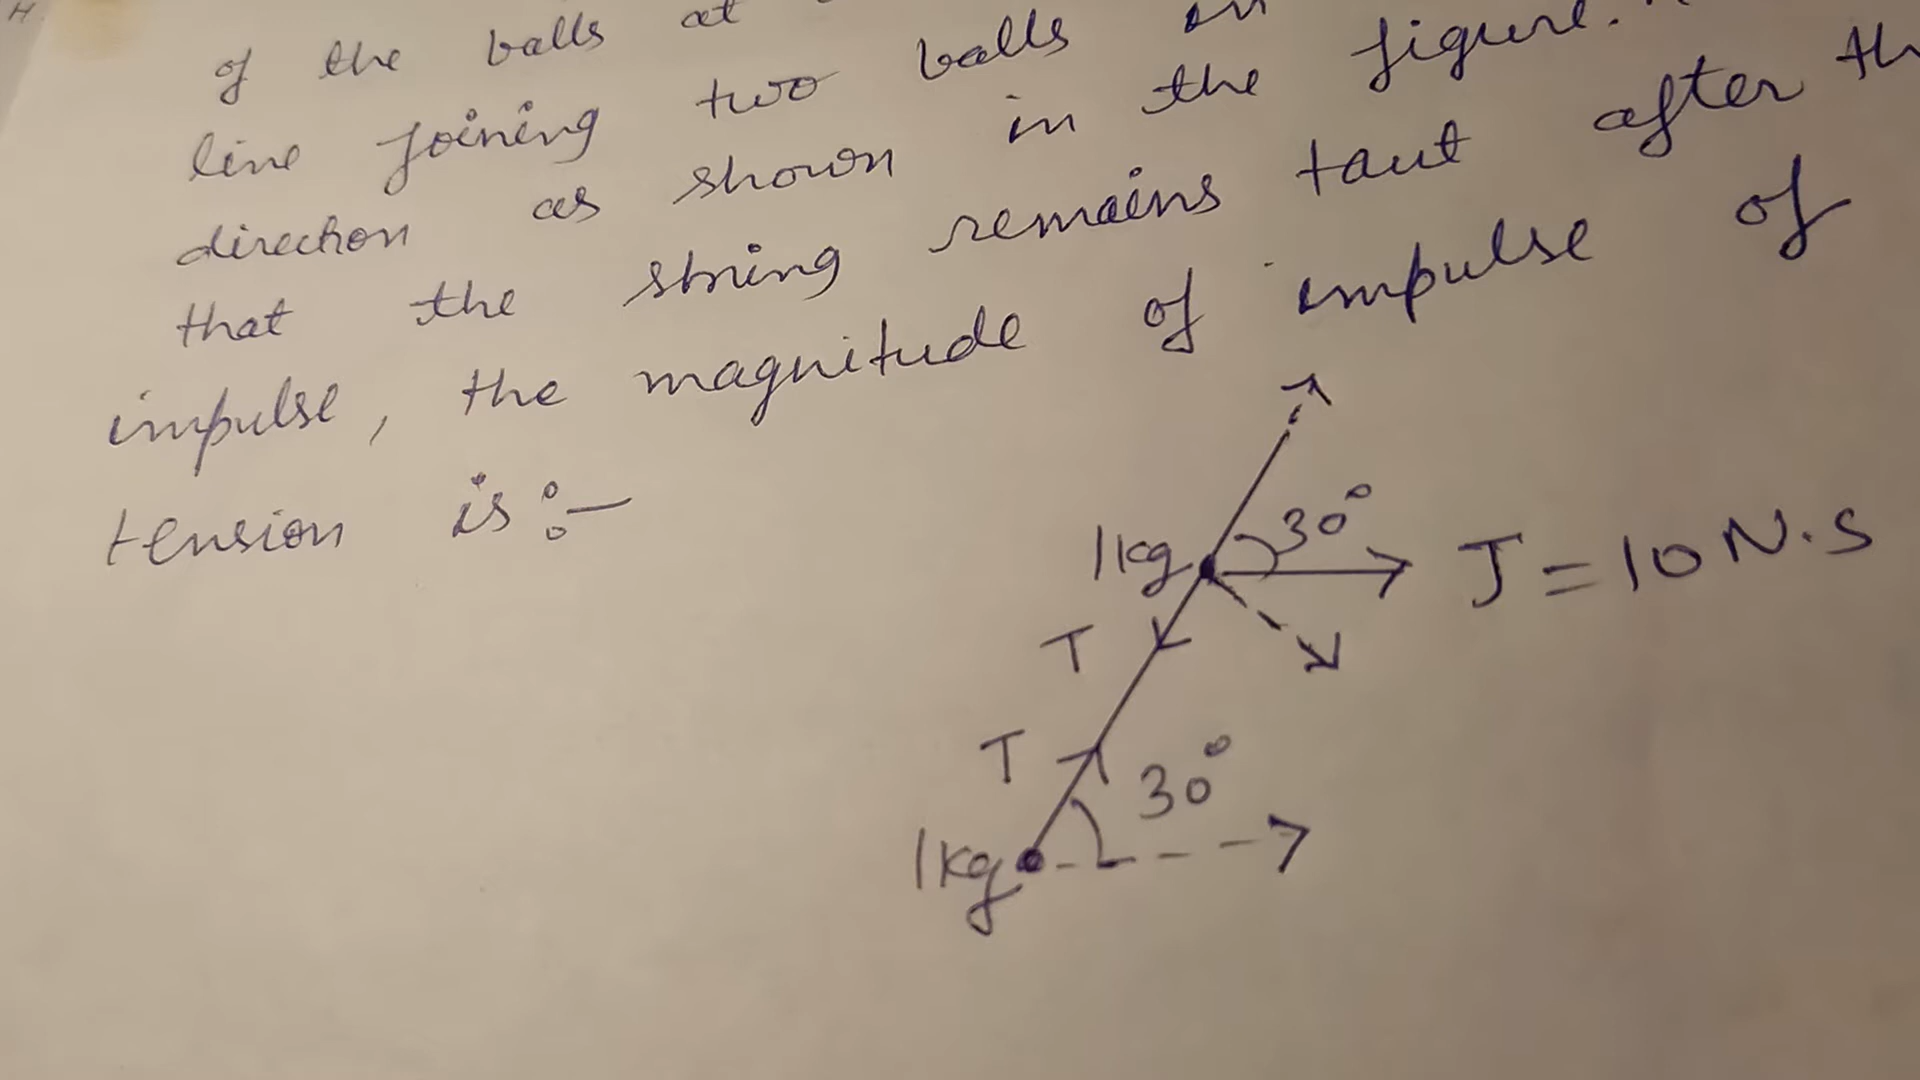 of the balls at
line joining two balls in
direction as shown in the figure.
that the string remains taut after th
impulse, the magnitude of impulse of
tension is :-
1kg
30°
J = 10 N.s
T
T
30°
1kg